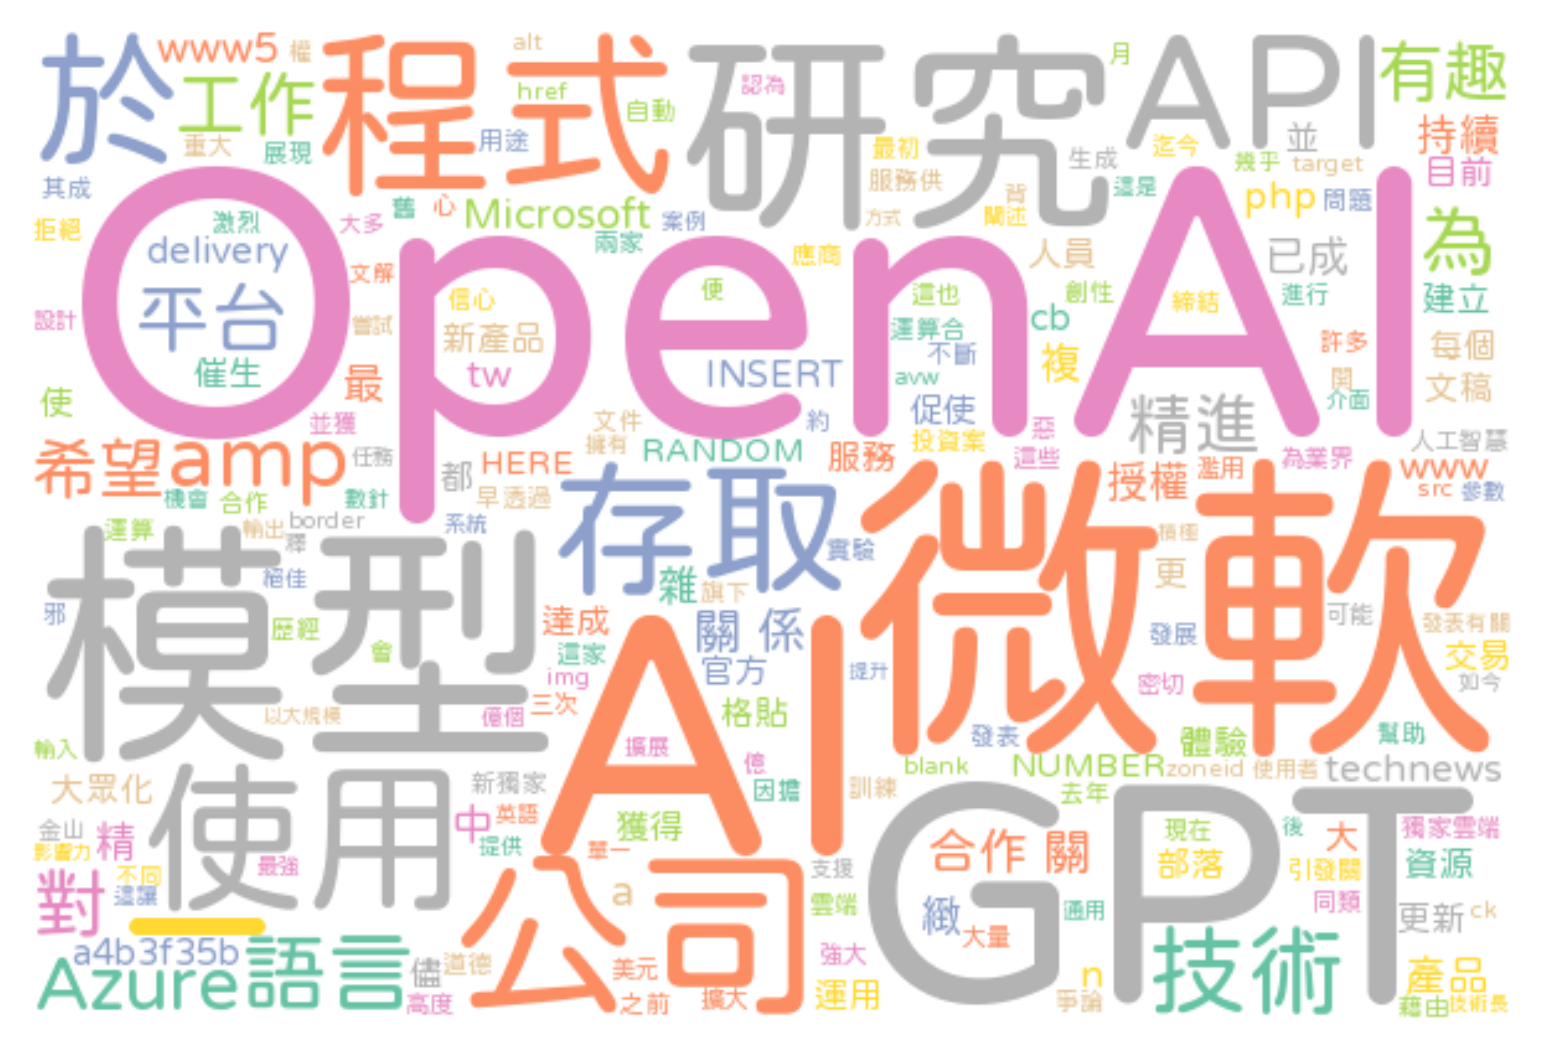 於 www5 權 程式 alt 研究 認為 月 API 有趣
工作 href 自動 持續
重大 展現 用途 最初 生成 迄今 並 幾乎 target 目前
其成 服務供 背 這是 php 問題
拒絕 激烈 大多 舊 心 Microsoft 案例 方式 闡述 為
delivery 兩家 應商 人員 已成
OpenAI
文解 信心 便 這也 創性 締結 進行 建立
設計 平台 嘗試 新產品 運算合 cb 許多 每個
催生 最 tw INSERT 不斷 avw 複 開 文稿
使 並獲 文件 約 促使 精進 介面
希望 amp 任務 擁有 RANDOM 服務 投資案 惡 這些 人工智慧
都 HERE 授權 濫用 為業界 www
機會 合作 數針 早透過 存取 微軟 src 參數
運算 輸出 border 系統 實驗 積極
模型 釋 絕佳 雜 旗下 更
邪 歷經 達成 關係 可能 發表有關
會 這家 官方 提升 發展 交易
img 密切 如今
以大規模 億個 三次 格貼
輸入 擴展 AI 發表 體驗 幫助
大眾化 新獨家 億 blank NUMBER zoneid 使用者 technews
使用 因擔 訓練 去年 GPT
金山 精 中 英語 獲得 合作 關 現在 後 大 獨家雲端
影響力 提供 單一 部落 資源
不同 最強 支援 引發關
對 這讓 公司 a 雲端 緻 通用 同類 更新 ck
_ 大量
a4b3f35b 強大 技術
Azure 語言 儘 道德 美元 n 產品
高度 之前 擴大 運用 爭論 藉由 技術長